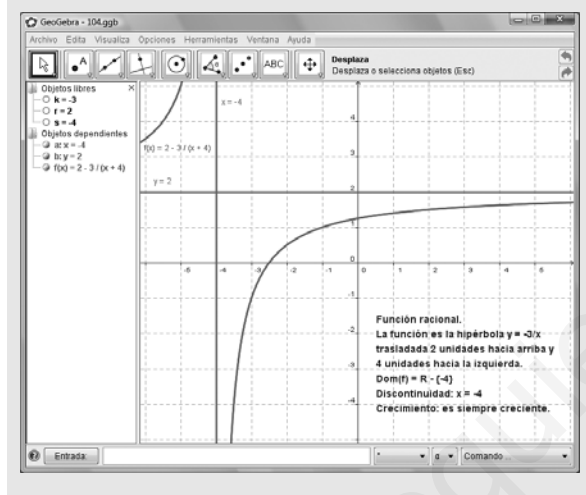 GeoGebra - 104.ggb
Archivo Edita Visualiza Opciones Herramientas Ventana Ayuda
ABC
Desplaza
Desplaza o selecciona objetos (Esc)
Objetos libres
k = -3
r = 2
s = -4
Objetos dependientes
a: x = -4
b: y = 2
f(x) = 2 - 3 / (x + 4)
x = -4
f(x) = 2 - 3 / (x + 4)
y = 2
4
3
2
1
0
-5 -4 -3 -2 -1 0 1 2 3 4 5
-1
-2
-3
-4
Función racional.
La función es la hipérbola y = -3/x
trasladada 2 unidades hacia arriba y
4 unidades hacia la izquierda.
Dom(f) = R - {-4}
Discontinuidad: x = -4
Crecimiento: es siempre creciente.
Entrada:
α
Comando ...